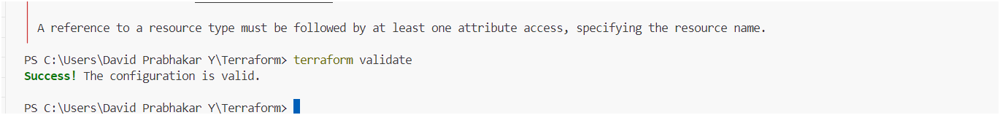 A reference to a resource type must be followed by at least one attribute access, specifying the resource name.
PS C:\Users\David Prabhakar Y\Terraform> terraform validate
Success! The configuration is valid.
PS C:\Users\David Prabhakar Y\Terraform>